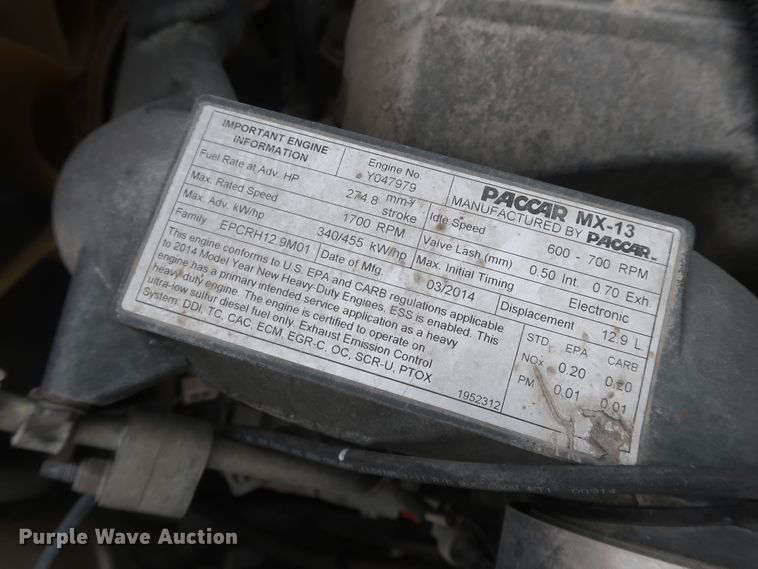 IMPORTANT ENGINE
INFORMATION
Engine No.
Y047979
PACCAR MX-13
MANUFACTURED BY PACCAR
Fuel Rate at Adv. HP 274.8 mm³/
stroke
Idle Speed 600 - 700 RPM
Max. Rated Speed 1700 RPM
Valve Lash (mm) 0.50 Int. 0.70 Exh.
Max. Adv. kW/hp 340/455 kW/hp
Max. Initial Timing Electronic
Family EPCRH12.9M01
Date of Mfg. 03/2014
Displacement 12.9 L
This engine conforms to U.S. EPA and CARB regulations applicable
to 2014 Model Year New Heavy-Duty Engines. ESS is enabled. This
engine has a primary intended service application as a heavy
heavy-duty engine. The engine is certified to operate on
ultra-low sulfur diesel fuel only. Exhaust Emission Control
System: DDI, TC, CAC, ECM, EGR-C, OC, SCR-U, PTOX
1952312
STD EPA CARB
NOx 0.20 0.20
PM 0.01 0.01
00914
Purple Wave Auction